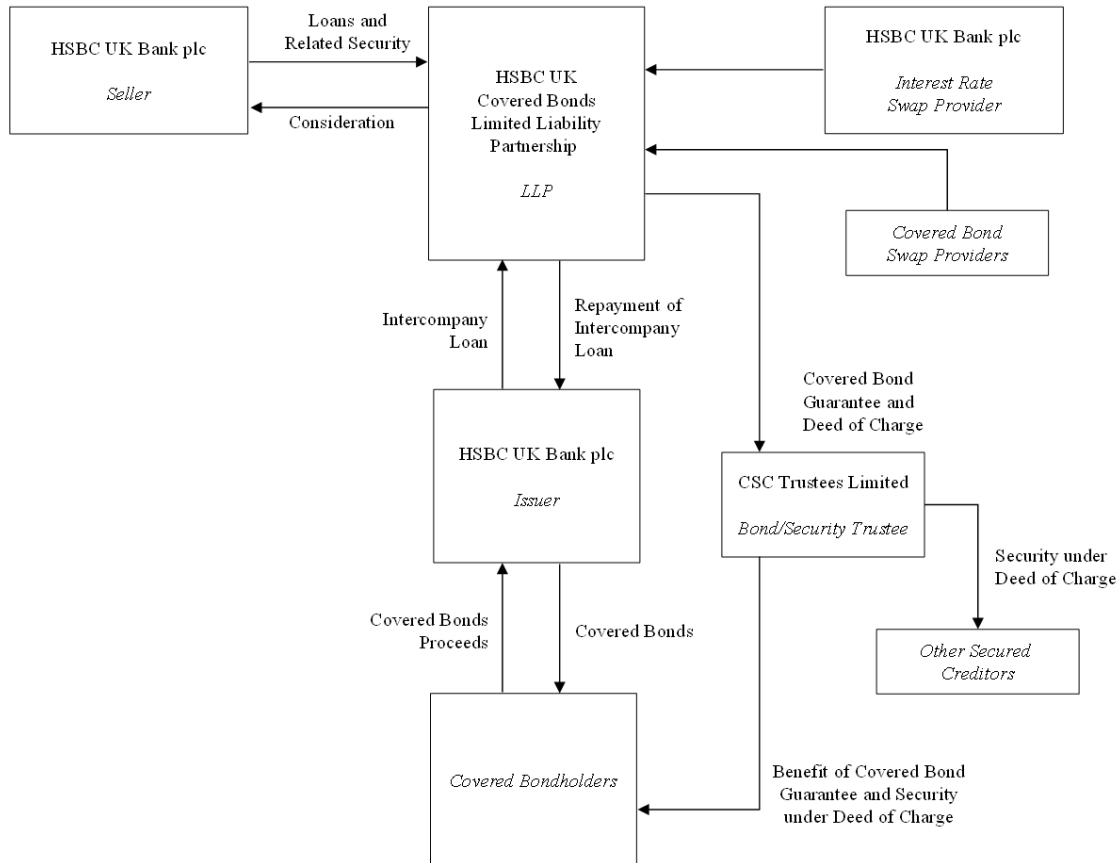 HSBC UK Bank plc
Seller
Loans and
Related Security
Consideration
HSBC UK
Covered Bonds
Limited Liability
Partnership
LLP
HSBC UK Bank plc
Interest Rate
Swap Provider
Covered Bond
Swap Providers
Intercompany
Loan
Repayment of
Intercompany
Loan
Covered Bond
Guarantee and
Deed of Charge
HSBC UK Bank plc
Issuer
CSC Trustees Limited
Bond/Security Trustee
Security under
Deed of Charge
Other Secured
Creditors
Covered Bonds
Proceeds
Covered Bonds
Covered Bondholders
Benefit of Covered Bond
Guarantee and Security
under Deed of Charge